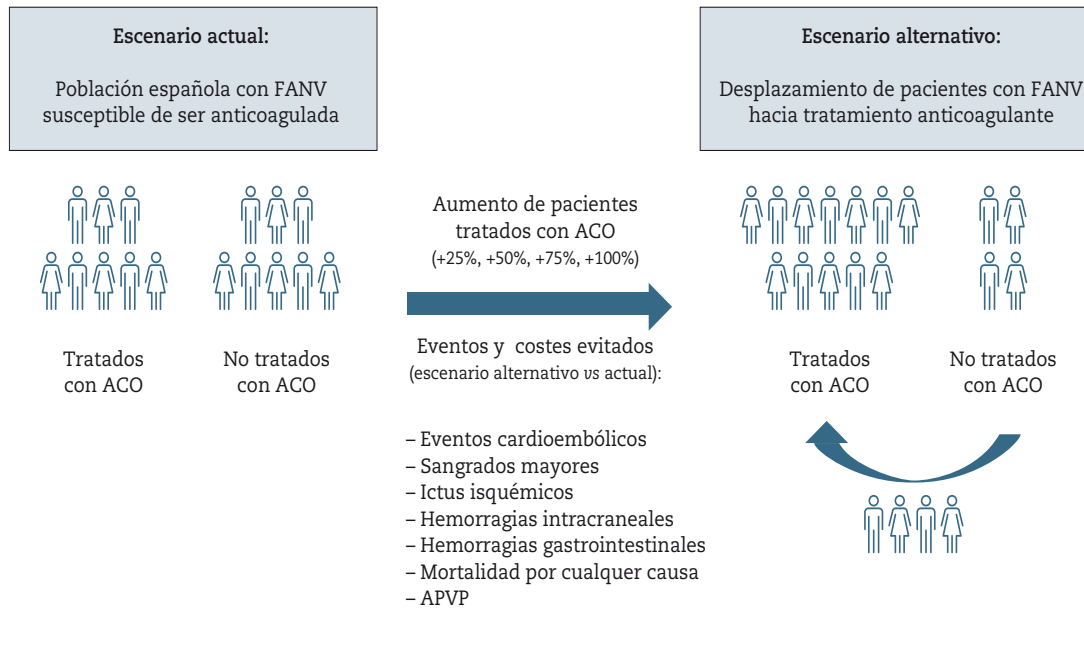 Escenario actual:
Población española con FANV
susceptible de ser anticoagulada
Escenario alternativo:
Desplazamiento de pacientes con FANV
hacia tratamiento anticoagulante
Aumento de pacientes
tratados con ACO
(+25%, +50%, +75%, +100%)
Tratados
con ACO
No tratados
con ACO
Eventos y costes evitados
(escenario alternativo vs actual):
– Eventos cardioembólicos
– Sangrados mayores
– Ictus isquémicos
– Hemorragias intracraneales
– Hemorragias gastrointestinales
– Mortalidad por cualquer causa
– APVP
Tratados
con ACO
No tratados
con ACO